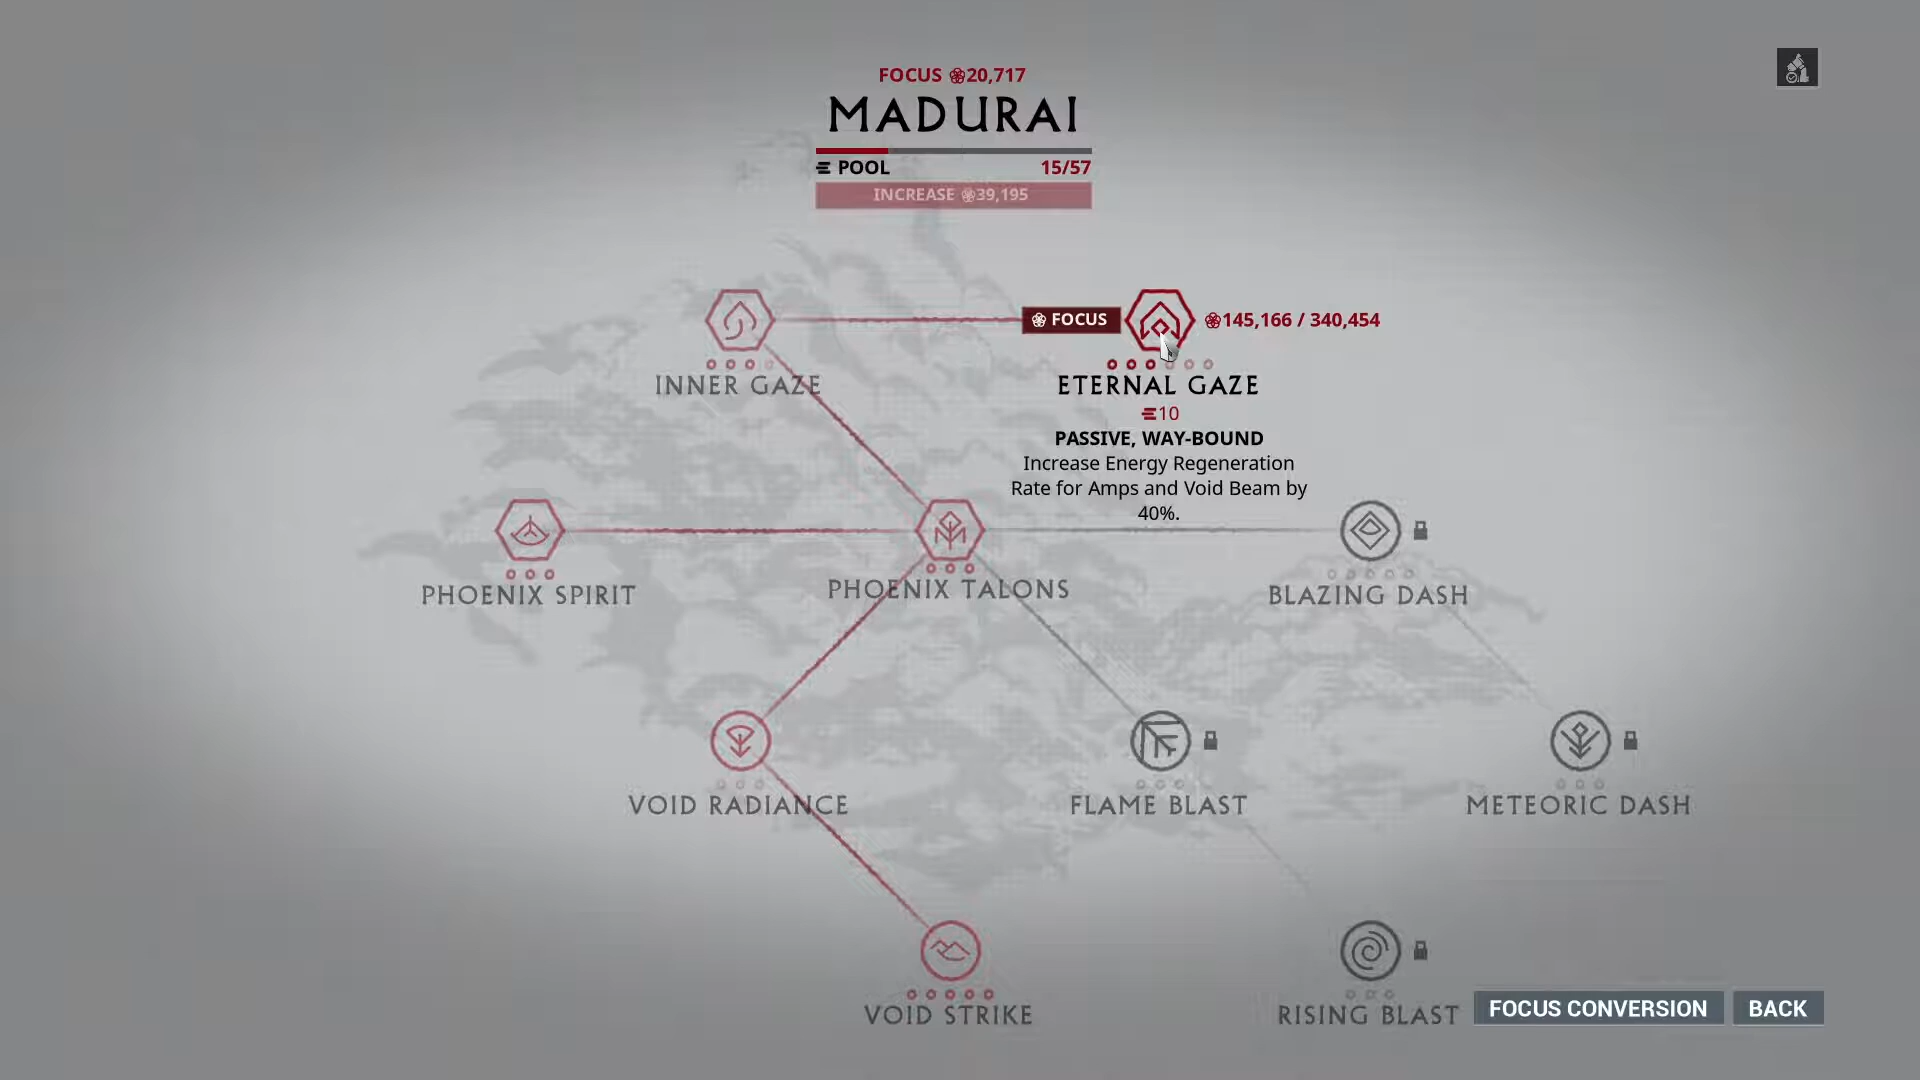 FOCUS 20,717
MADURAI
POOL 15/57
INCREASE 39,195
FOCUS 145,166 / 340,454
INNER GAZE
ETERNAL GAZE
10
PASSIVE, WAY-BOUND
Increase Energy Regeneration
Rate for Amps and Void Beam by
40%.
PHOENIX SPIRIT
PHOENIX TALONS
BLAZING DASH
VOID RADIANCE
FLAME BLAST
METEORIC DASH
VOID STRIKE
RISING BLAST
FOCUS CONVERSION
BACK